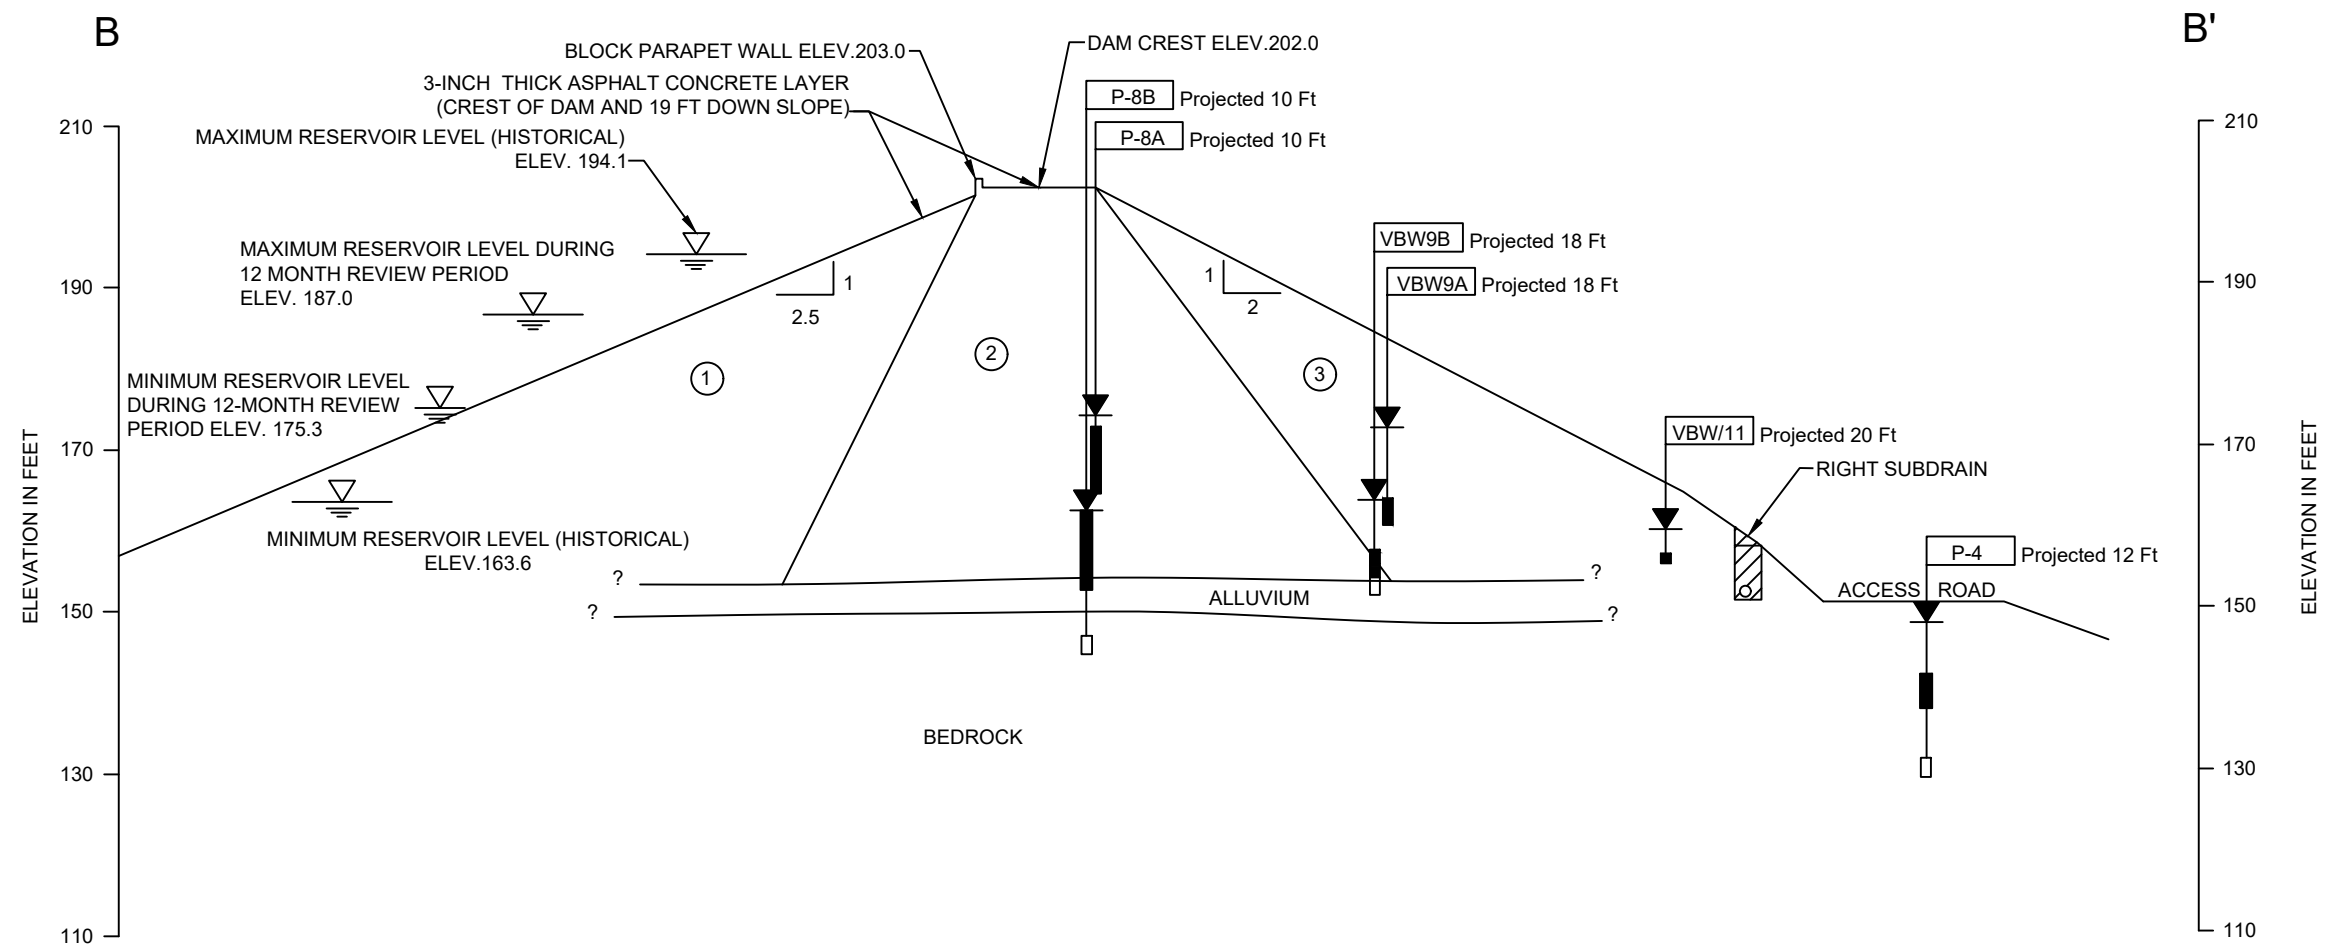 B
B'
BLOCK PARAPET WALL ELEV.203.0
DAM CREST ELEV.202.0
3-INCH THICK ASPHALT CONCRETE LAYER
(CREST OF DAM AND 19 FT DOWN SLOPE)
P-8B Projected 10 Ft
P-8A Projected 10 Ft
MAXIMUM RESERVOIR LEVEL (HISTORICAL)
ELEV. 194.1
MAXIMUM RESERVOIR LEVEL DURING
12 MONTH REVIEW PERIOD
ELEV. 187.0
MINIMUM RESERVOIR LEVEL
DURING 12-MONTH REVIEW
PERIOD ELEV. 175.3
MINIMUM RESERVOIR LEVEL (HISTORICAL)
ELEV.163.6
1
2.5
1
2
1
2
3
VBW9B Projected 18 Ft
VBW9A Projected 18 Ft
VBW/11 Projected 20 Ft
RIGHT SUBDRAIN
P-4 Projected 12 Ft
ACCESS ROAD
?
?
ALLUVIUM
?
?
BEDROCK
ELEVATION IN FEET
210
190
170
150
130
110
210
190
170
150
130
110
ELEVATION IN FEET